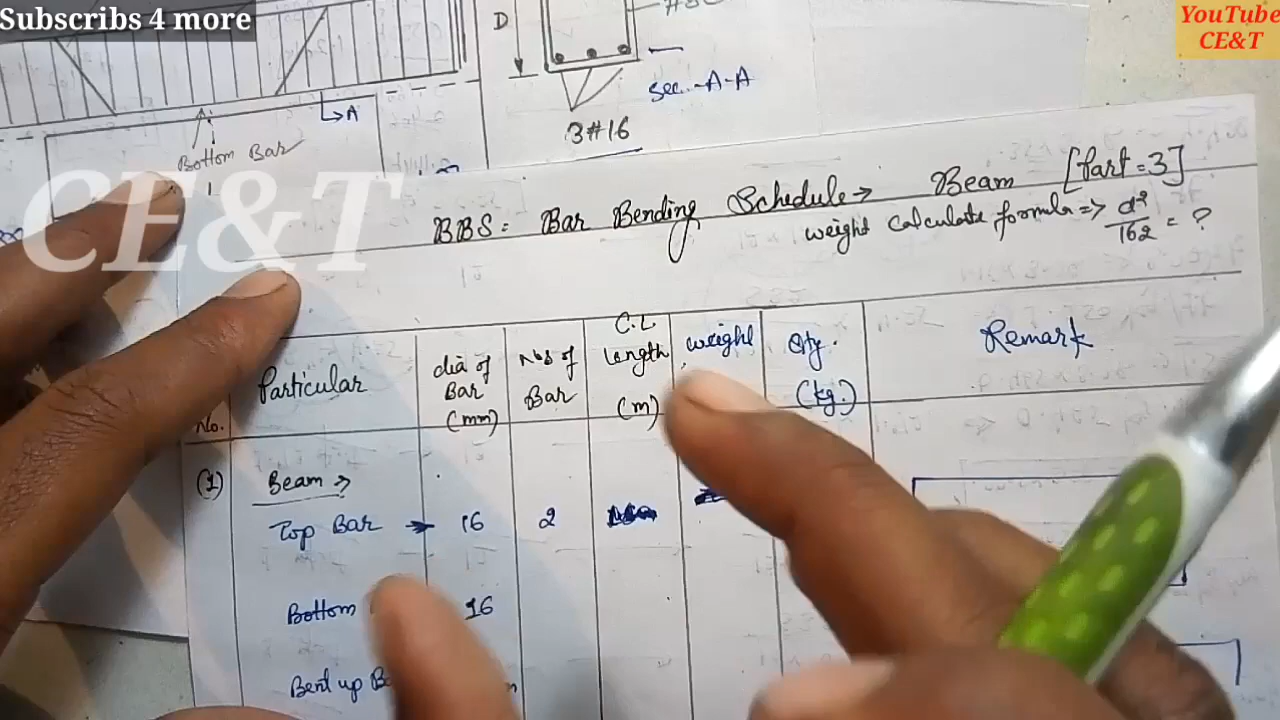 Subscribs 4 more
YouTube
CE&T
D
Sec. -A-A
A
3#16
Bottom Bar
CE&T
BBS = Bar Bending Schedule → Beam [Part = 3]
weight calculate formula => d²/162 = ?
No.
Particular
dia of Bar (mm)
Nbs of Bar
C.L. length (m)
weight
Qty. (kg.)
Remark
(1) Beam →
Top Bar → 16 2
Bottom 16
Bent up